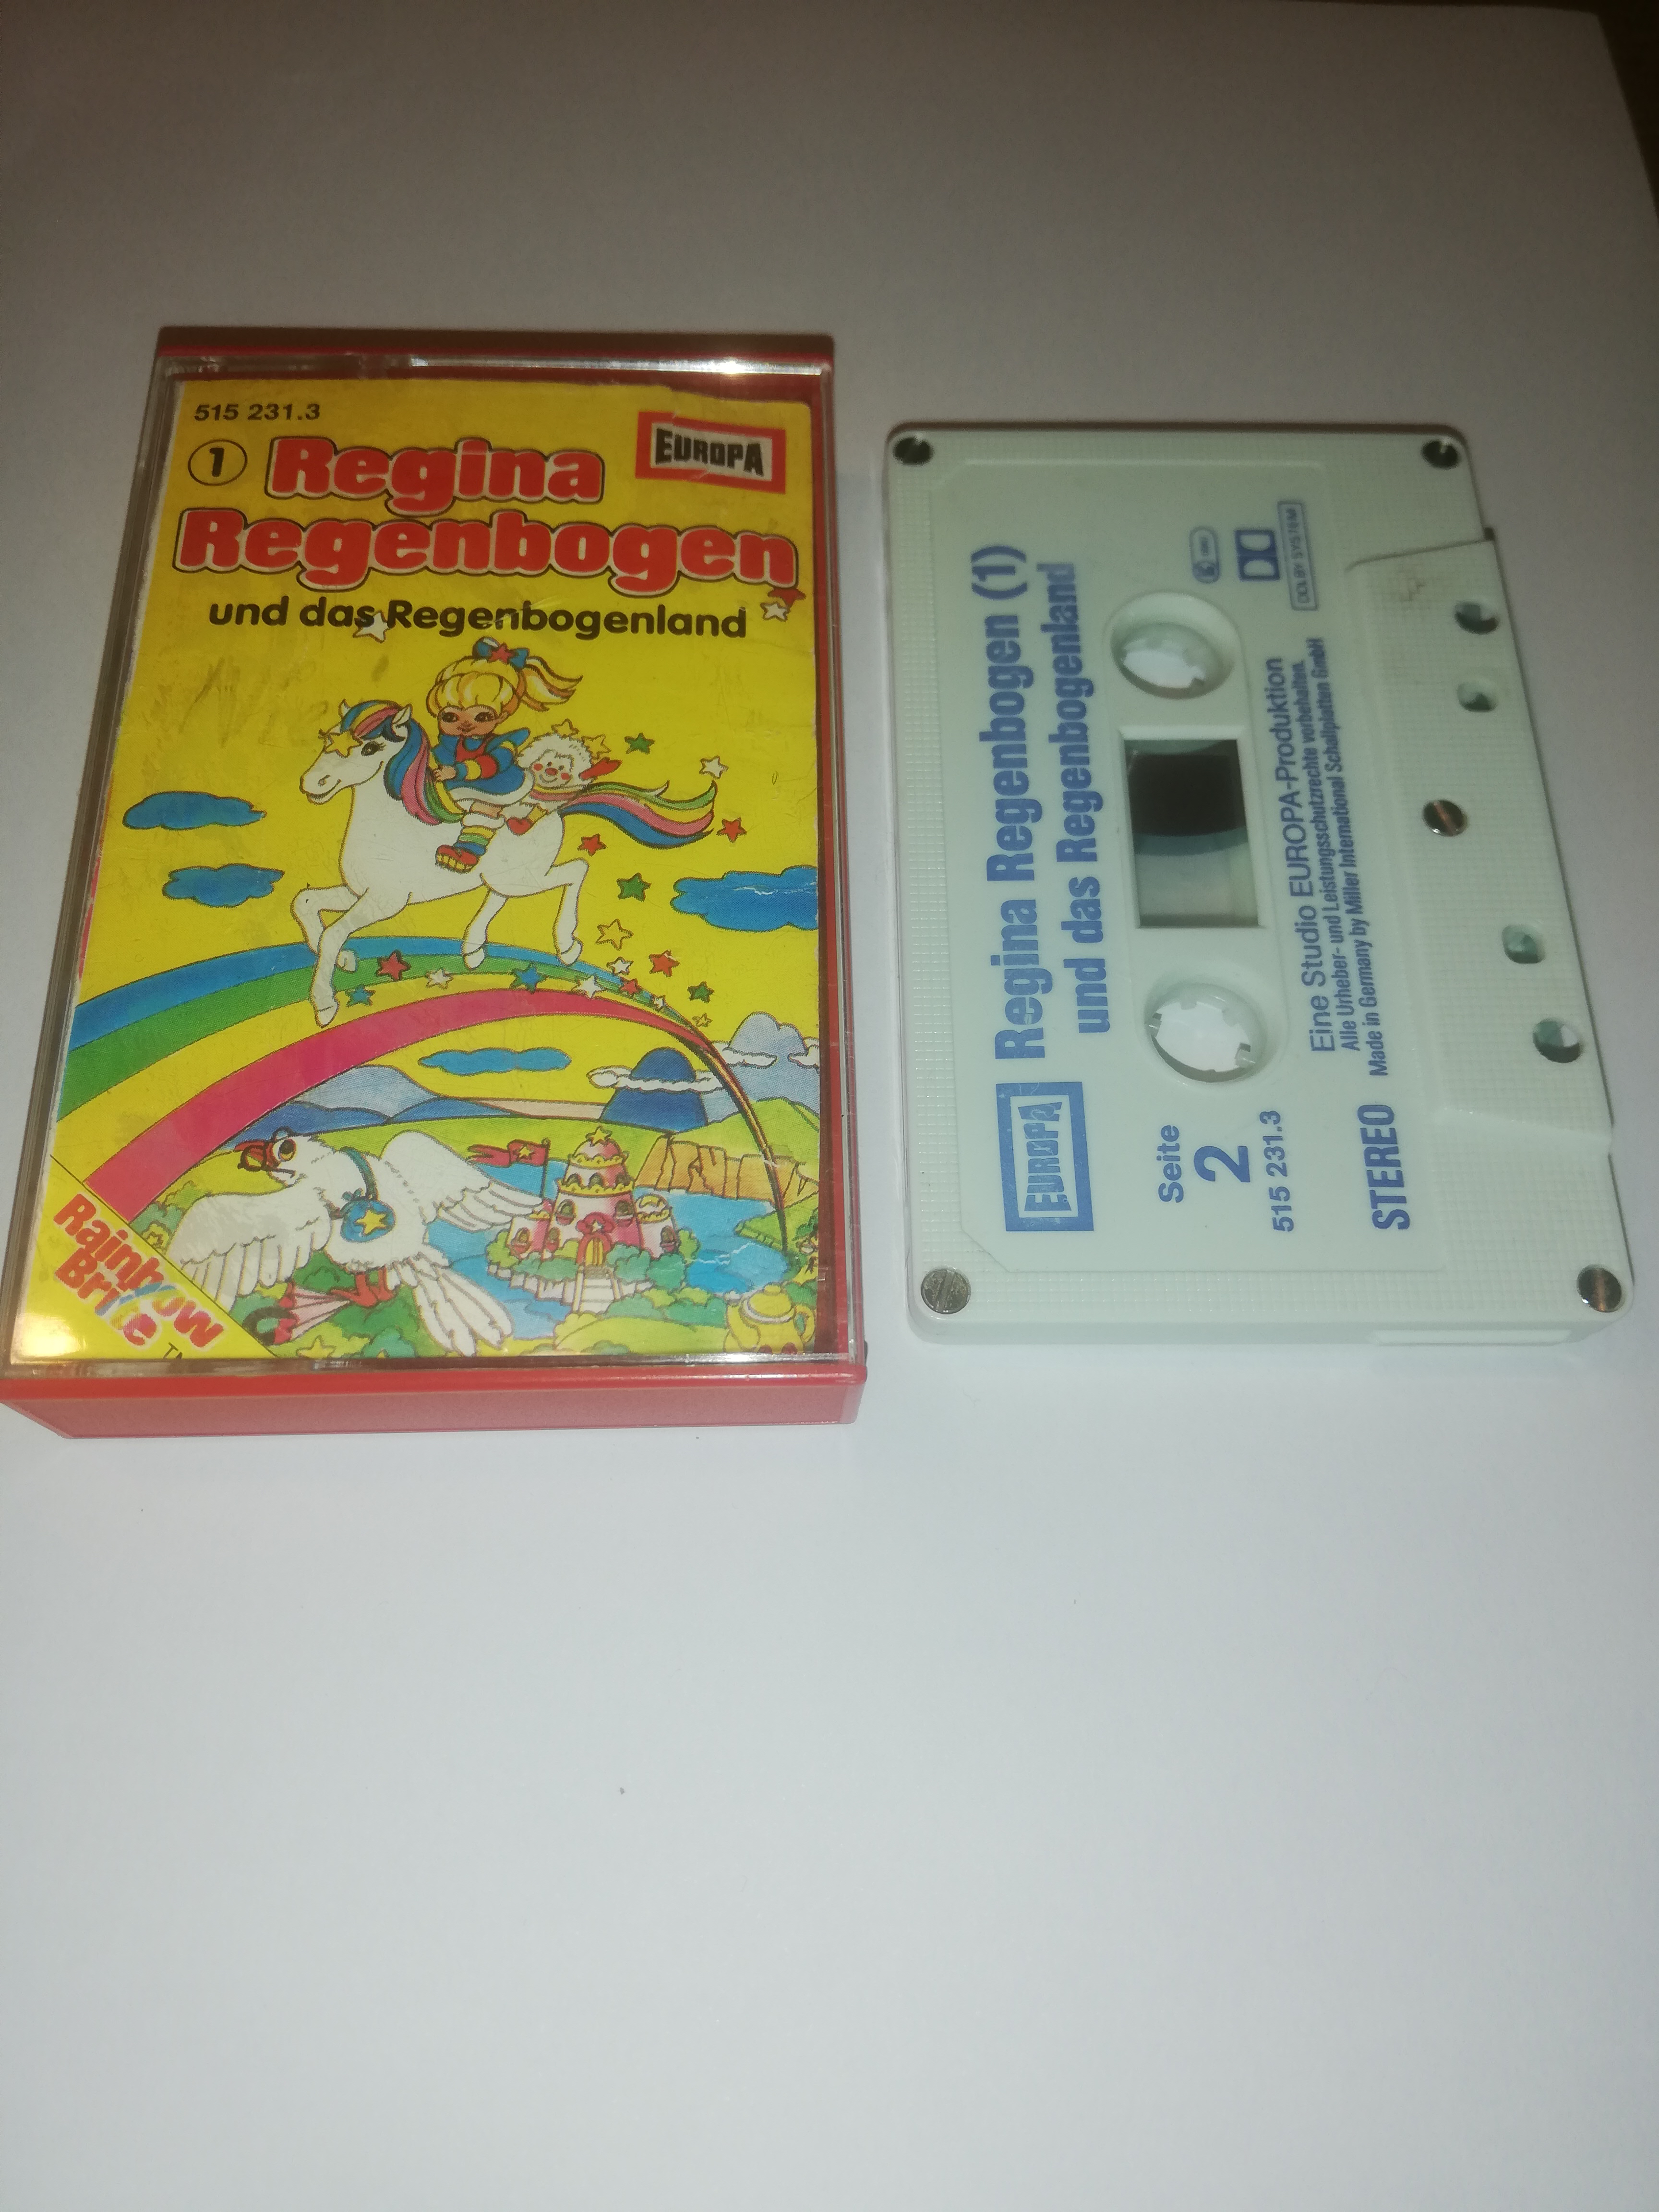 515 231.3
1 Regina
EUROPA
Regenbogen
und das Regenbogenland
Rainbow
Brite
TM
EUROPA
Regina Regenbogen (1)
und das Regenbogenland
Seite
2
515 231.3
DOLBY SYSTEM
Eine Studio EUROPA-Produktion
Alle Urheber- und Leistungsschutzrechte vorbehalten.
STEREO Made in Germany by Miller International Schallplatten GmbH